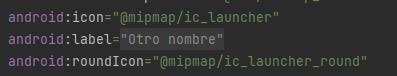 android:icon="@mipmap/ic_launcher"
android:label="Otro nombre"
android:roundIcon="@mipmap/ic_launcher_round"